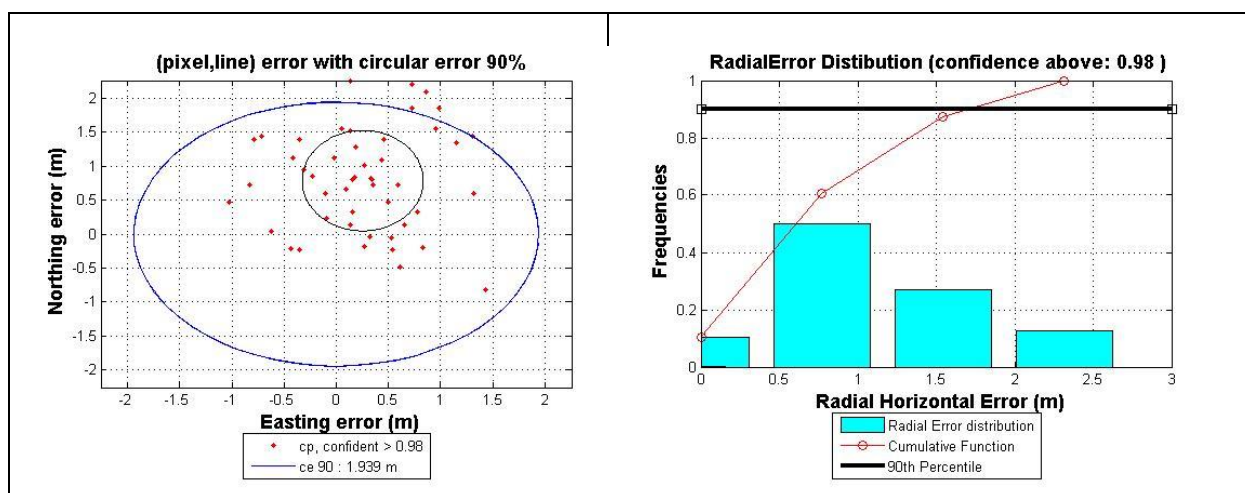 (pixel,line) error with circular error 90%
2
1.5
1
0.5
0
-0.5
-1
-1.5
-2
Northing error (m)
-2 -1.5 -1 -0.5 0 0.5 1 1.5 2
Easting error (m)
cp, confident > 0.98
ce 90 : 1.939 m
RadialError Distibution (confidence above: 0.98 )
1
0.8
0.6
0.4
0.2
0
Frequencies
0 0.5 1 1.5 2 2.5 3
Radial Horizontal Error (m)
Radial Error distribution
Cumulative Function
90th Percentile